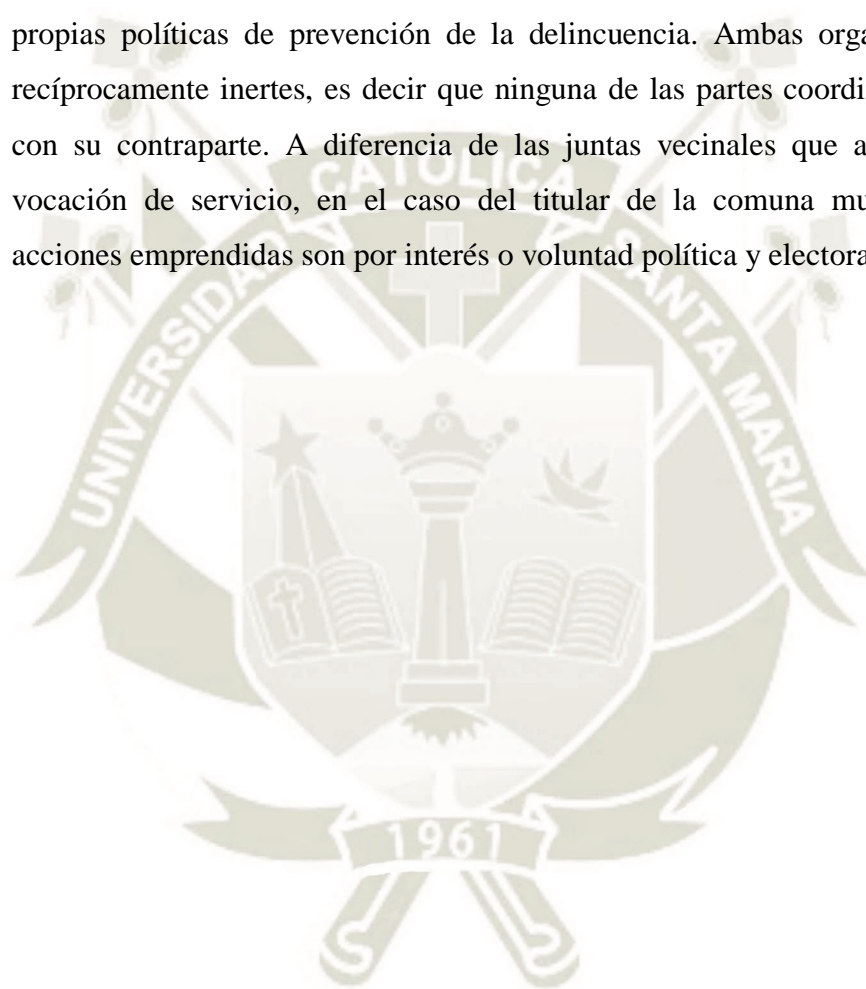 propias políticas de prevención de la delincuencia. Ambas orga
recíprocamente inertes, es decir que ninguna de las partes coordi
con su contraparte. A diferencia de las juntas vecinales que a
vocación de servicio, en el caso del titular de la comuna mu
acciones emprendidas son por interés o voluntad política y electora
UNIVERSIDAD CATOLICA SANTA MARIA
1961